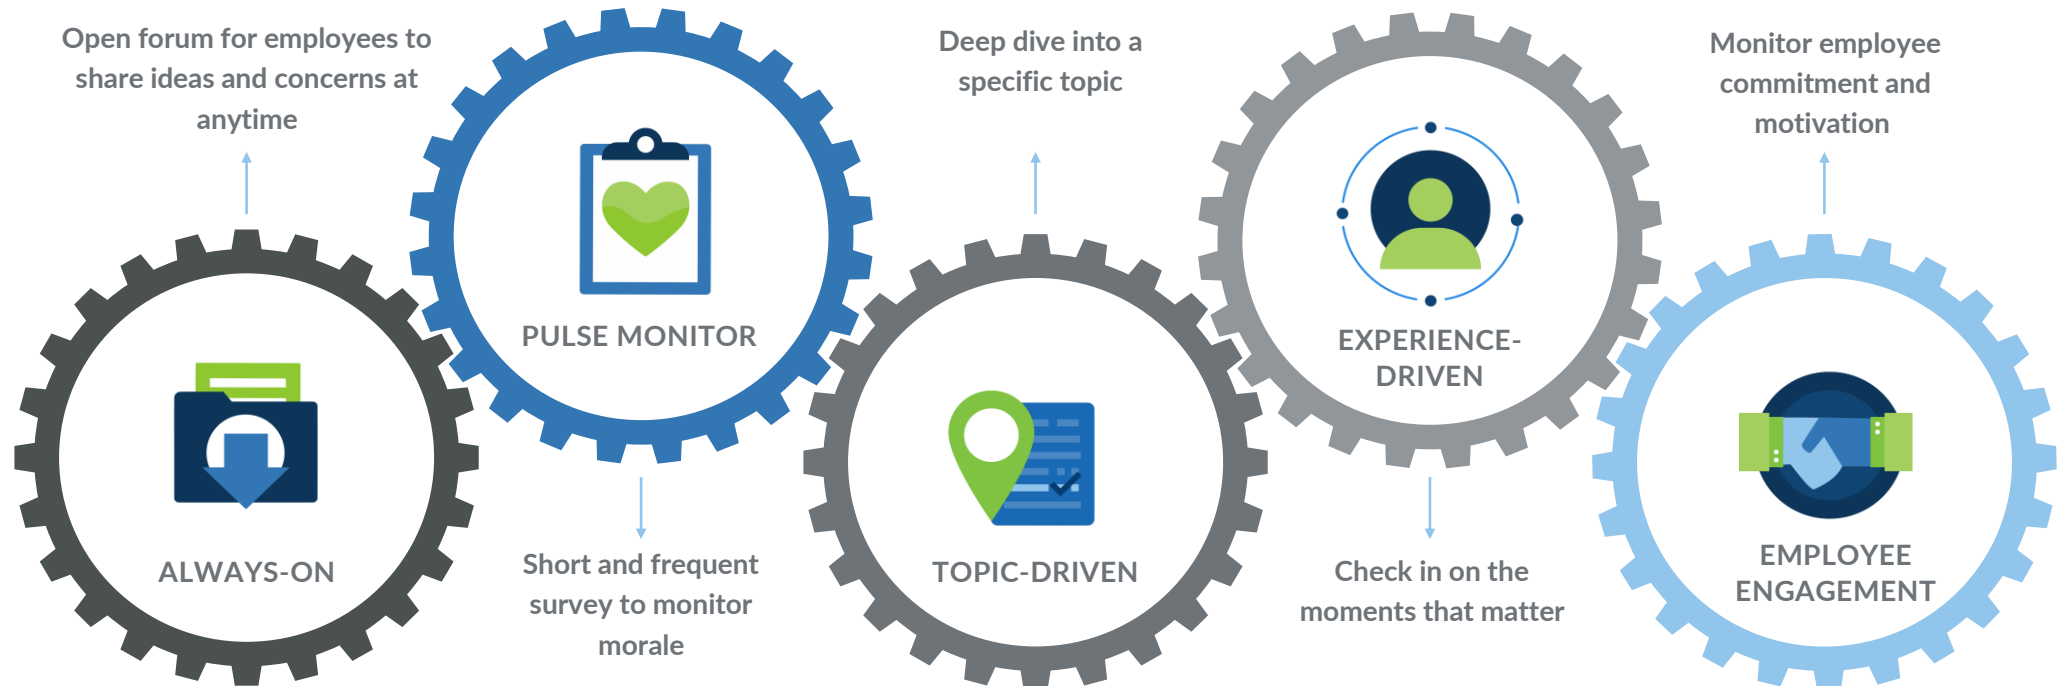 Open forum for employees to
share ideas and concerns at
anytime
ALWAYS-ON
PULSE MONITOR
Short and frequent
survey to monitor
morale
Deep dive into a
specific topic
TOPIC-DRIVEN
EXPERIENCE-
DRIVEN
Check in on the
moments that matter
Monitor employee
commitment and
motivation
EMPLOYEE
ENGAGEMENT